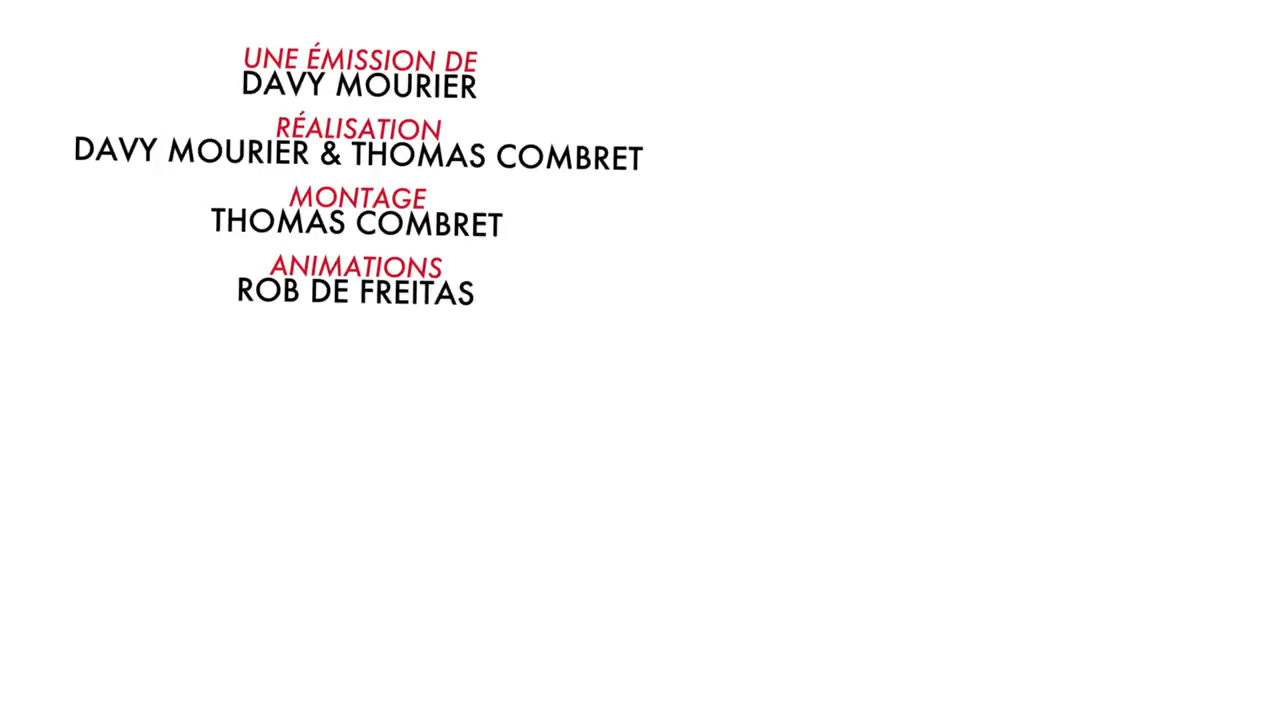 UNE ÉMISSION DE
DAVY MOURIER
RÉALISATION
DAVY MOURIER & THOMAS COMBRET
MONTAGE
THOMAS COMBRET
ANIMATIONS
ROB DE FREITAS